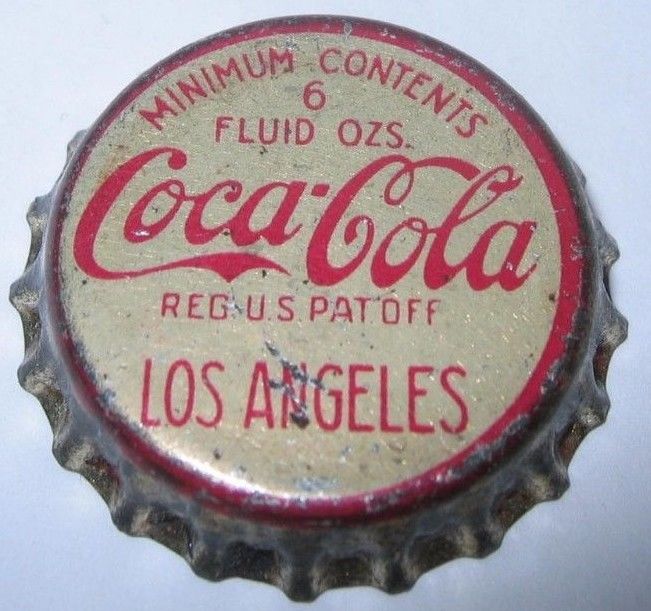 MINIMUM CONTENTS
6
FLUID OZS.
Coca-Cola
REG. U.S. PAT OFF
LOS ANGELES